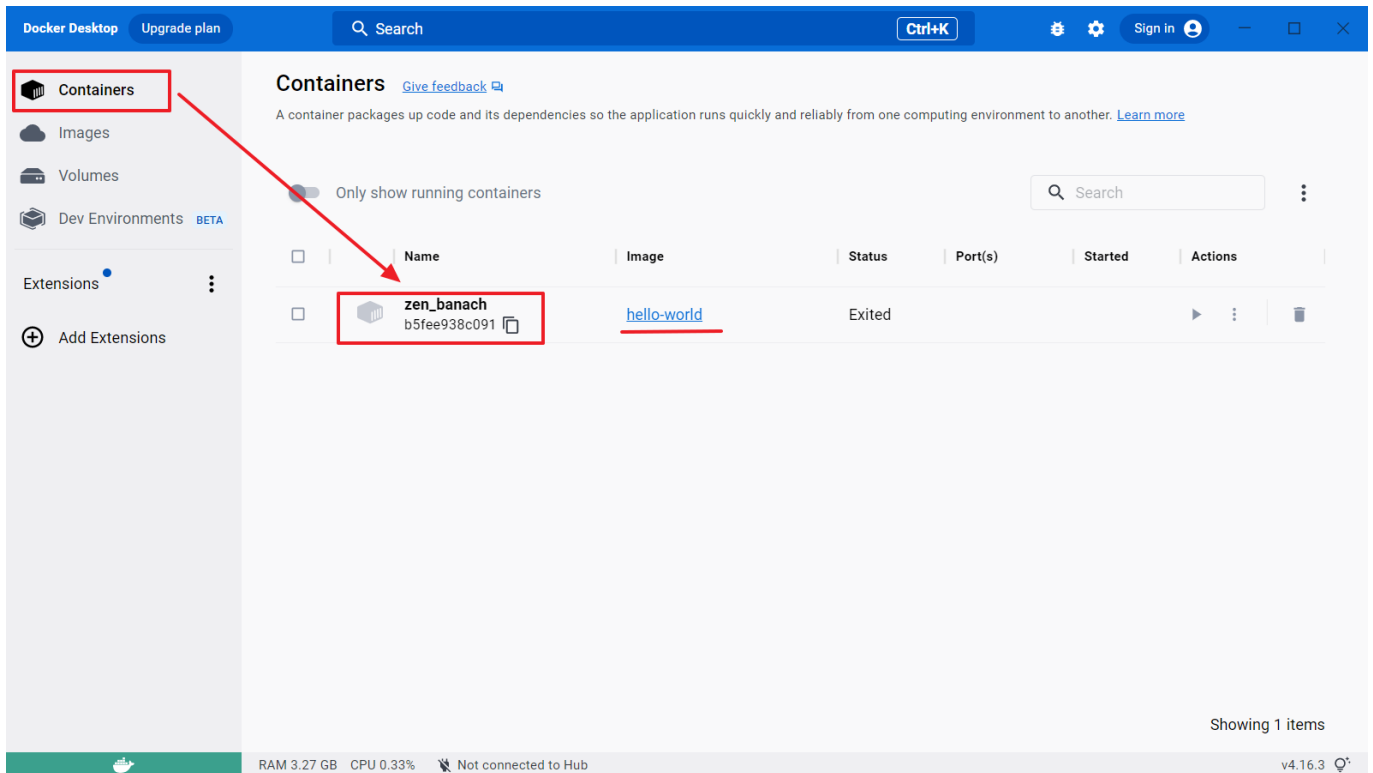 Docker Desktop Upgrade plan Search Ctrl+K Sign in
Containers
Images
Volumes
Dev Environments BETA
Extensions
Add Extensions
Containers Give feedback
A container packages up code and its dependencies so the application runs quickly and reliably from one computing environment to another. Learn more
Only show running containers Search
Name Image Status Port(s) Started Actions
zen_banach
b5fee938c091
hello-world Exited
Showing 1 items
RAM 3.27 GB CPU 0.33% Not connected to Hub v4.16.3